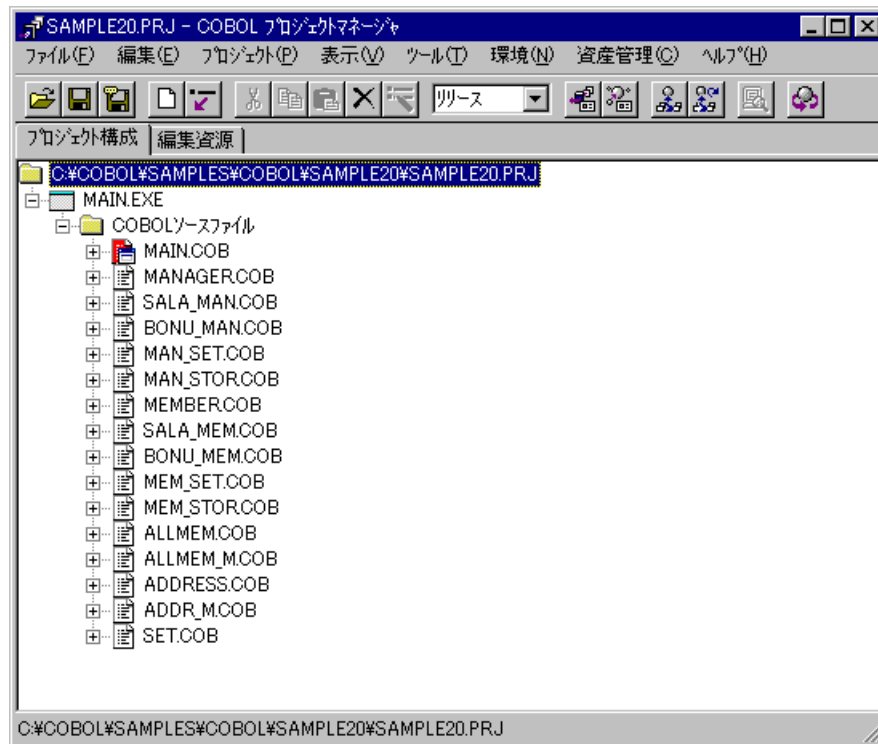 SAMPLE20.PRJ - COBOL ﾌﾟﾛｼﾞｪｸﾄﾏﾈｰｼﾞｬ
ﾌｧｲﾙ(F) 編集(E) ﾌﾟﾛｼﾞｪｸﾄ(P) 表示(V) ﾂｰﾙ(T) 環境(N) 資産管理(C) ﾍﾙﾌﾟ(H)
ﾘﾘｰｽ
ﾌﾟﾛｼﾞｪｸﾄ構成 編集資源
C:¥COBOL¥SAMPLES¥COBOL¥SAMPLE20¥SAMPLE20.PRJ
MAIN.EXE
COBOLｿｰｽﾌｧｲﾙ
MAIN.COB
MANAGER.COB
SALA_MAN.COB
BONU_MAN.COB
MAN_SET.COB
MAN_STOR.COB
MEMBER.COB
SALA_MEM.COB
BONU_MEM.COB
MEM_SET.COB
MEM_STOR.COB
ALLMEM.COB
ALLMEM_M.COB
ADDRESS.COB
ADDR_M.COB
SET.COB
C:¥COBOL¥SAMPLES¥COBOL¥SAMPLE20¥SAMPLE20.PRJ